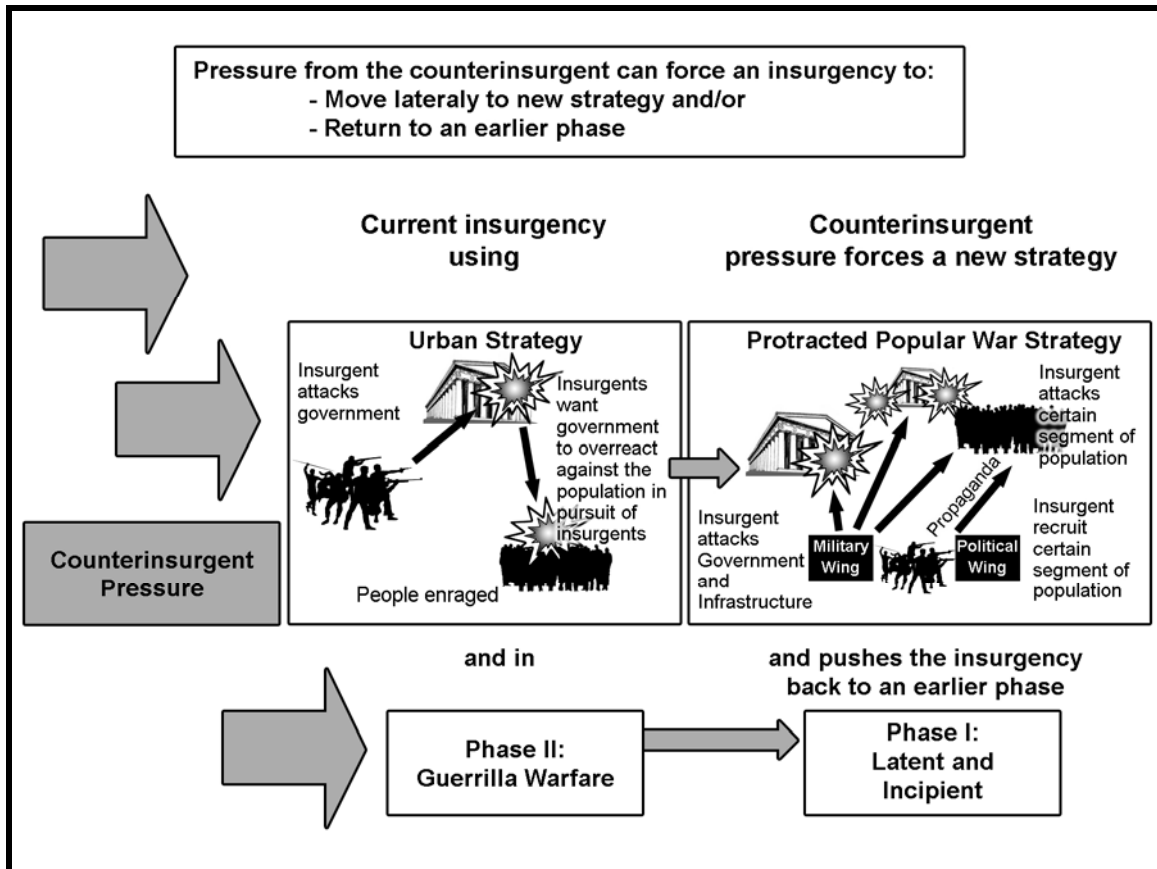 Pressure from the counterinsurgent can force an insurgency to:
- Move lateraly to new strategy and/or
- Return to an earlier phase
Current insurgency
using
Counterinsurgent
pressure forces a new strategy
Counterinsurgent
Pressure
Urban Strategy
Insurgent
attacks
government
Insurgents
want
government
to overreact
against the
population in
pursuit of
insurgents
People enraged
Protracted Popular War Strategy
Insurgent
attacks
certain
segment of
population
Propaganda
Insurgent
attacks
Government
and
Infrastructure
Military
Wing
Political
Wing
Insurgent
recruit
certain
segment of
population
and in
and pushes the insurgency
back to an earlier phase
Phase II:
Guerrilla Warfare
Phase I:
Latent and
Incipient